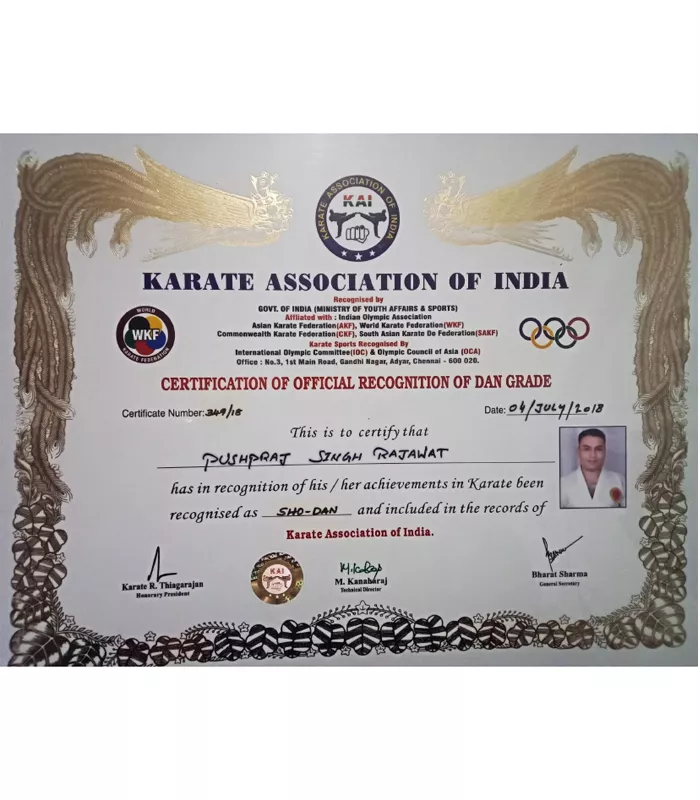 KARATE ASSOCIATION OF INDIA
KAI
KARATE ASSOCIATION OF INDIA
Recognised by
GOVT. OF INDIA (MINISTRY OF YOUTH AFFAIRS & SPORTS)
Affliated with : Indian Olympic Association
Asian Karate Federation(AKF), World Karate Federation(WKF)
Commonwealth Karate Federation(CKF), South Asian Karate Do Federation(SAKF)
Karate Sports Recognised By
International Olympic Committee(IOC) & Olympic Council of Asia (OCA)
Office : No.3, 1st Main Road, Gandhi Nagar, Adyar, Chennai - 600 020.
WORLD
WKF
KARATE FEDERATION
CERTIFICATION OF OFFICIAL RECOGNITION OF DAN GRADE
Certificate Number: 349/18 Date: 04/JULY/2018
This is to certify that
PUSHPRAJ SINGH RAJAWAT
has in recognition of his / her achievements in Karate been
recognised as SHO-DAN and included in the records of
Karate Association of India.
KAI
Karate R. Thiagarajan
Honorary President
M. Kanaharaj
Technical Director
Bharat Sharma
General Secretary